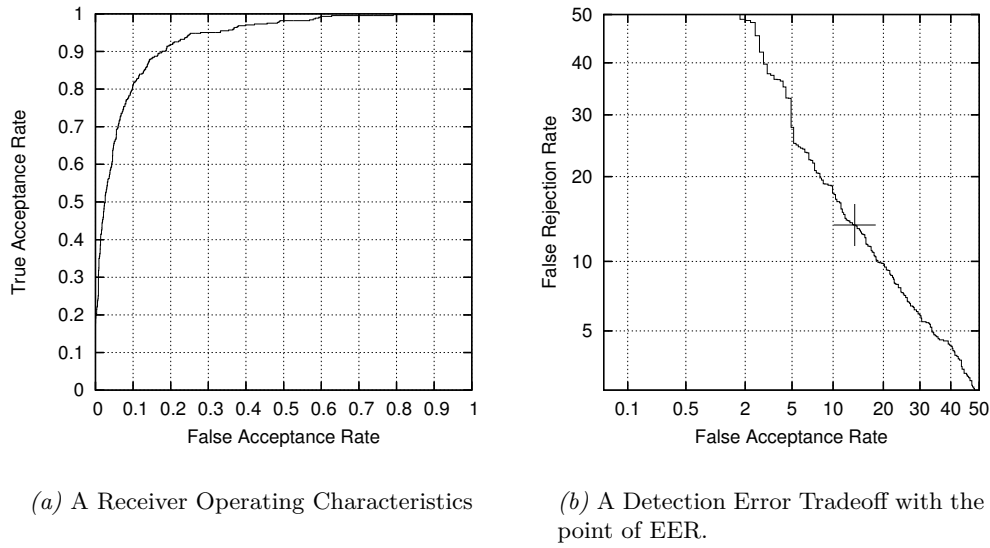 1
0.9
0.8
0.7
0.6
0.5
0.4
0.3
0.2
0.1
0
True Acceptance Rate
0 0.1 0.2 0.3 0.4 0.5 0.6 0.7 0.8 0.9 1
False Acceptance Rate
(a) A Receiver Operating Characteristics
50
40
30
20
10
5
False Rejection Rate
0.1 0.5 2 5 10 20 30 40 50
False Acceptance Rate
(b) A Detection Error Tradeoff with the
point of EER.